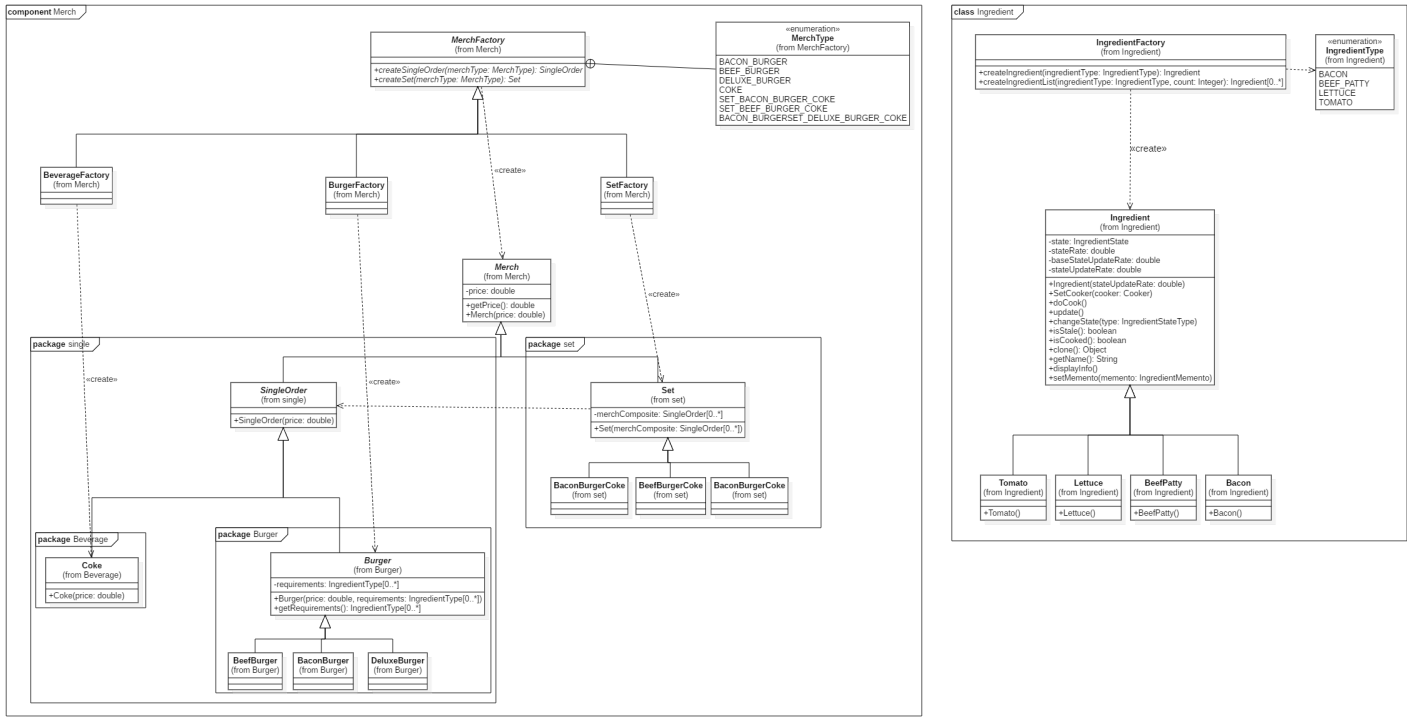 component Merch
MerchFactory
(from Merch)
+createSingleOrder(merchType: MerchType): SingleOrder
+createSet(merchType: MerchType): Set
«enumeration»
MerchType
(from MerchFactory)
BACON_BURGER
BEEF_BURGER
DELUXE_BURGER
COKE
SET_BACON_BURGER_COKE
SET_BEEF_BURGER_COKE
BACON_BURGERSET_DELUXE_BURGER_COKE
BeverageFactory
(from Merch)
BurgerFactory
(from Merch)
«create»
SetFactory
(from Merch)
Merch
(from Merch)
-price: double
+getPrice(): double
+Merch(price: double)
«create»
package single
«create»
«create»
SingleOrder
(from single)
+SingleOrder(price: double)
package set
Set
(from set)
-merchComposite: SingleOrder[0..*]
+Set(merchComposite: SingleOrder[0..*])
BaconBurgerCoke
(from set)
BeefBurgerCoke
(from set)
BaconBurgerCoke
(from set)
package Beverage
Coke
(from Beverage)
+Coke(price: double)
package Burger
Burger
(from Burger)
-requirements: IngredientType[0..*]
+Burger(price: double, requirements: IngredientType[0..*])
+getRequirements(): IngredientType[0..*]
BeefBurger
(from Burger)
BaconBurger
(from Burger)
DeluxeBurger
(from Burger)
class Ingredient
IngredientFactory
(from Ingredient)
+createIngredient(ingredientType: IngredientType): Ingredient
+createIngredientList(ingredientType: IngredientType, count: Integer): Ingredient[0..*]
«enumeration»
IngredientType
(from Ingredient)
BACON
BEEF_PATTY
LETTUCE
TOMATO
«create»
Ingredient
(from Ingredient)
-state: IngredientState
-stateRate: double
-baseStateUpdateRate: double
-stateUpdateRate: double
+Ingredient(stateUpdateRate: double)
+SetCooker(cooker: Cooker)
+doCook()
+update()
+changeState(type: IngredientStateType)
+isStale(): boolean
+isCooked(): boolean
+clone(): Object
+getName(): String
+displayInfo()
+setMemento(memento: IngredientMemento)
Tomato
(from Ingredient)
+Tomato()
Lettuce
(from Ingredient)
+Lettuce()
BeefPatty
(from Ingredient)
+BeefPatty()
Bacon
(from Ingredient)
+Bacon()